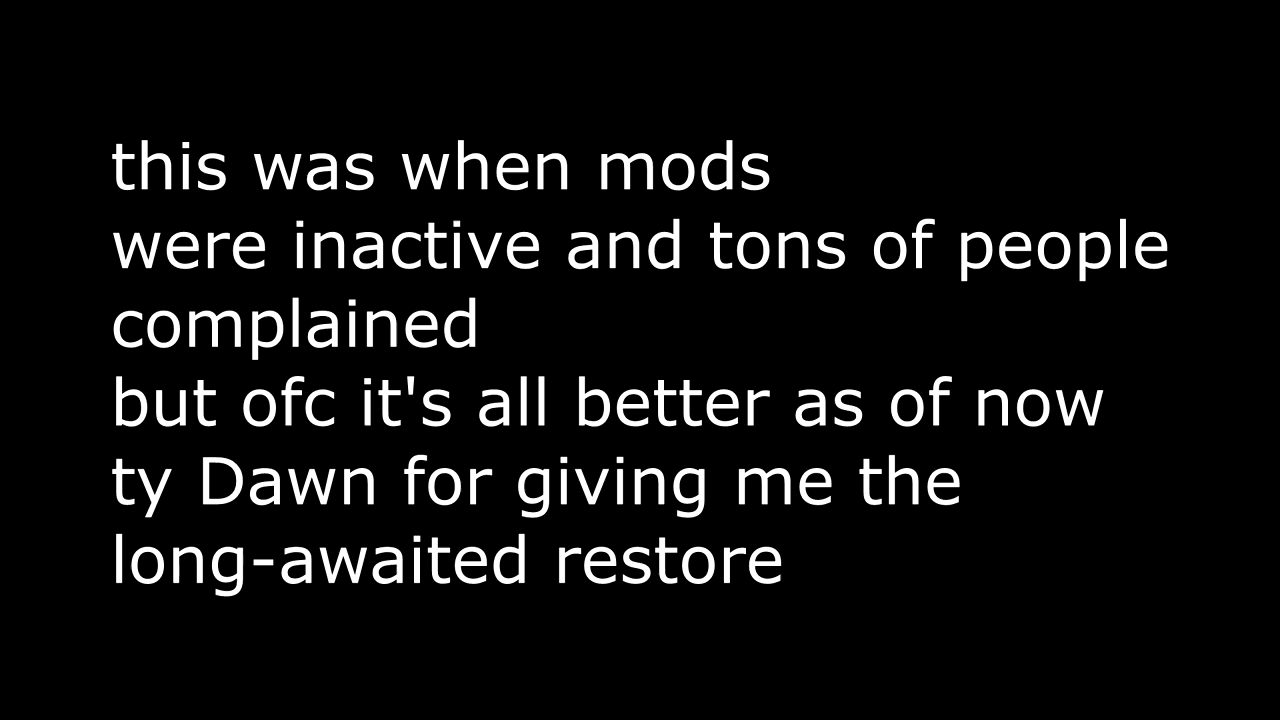 this was when mods
were inactive and tons of people
complained
but ofc it's all better as of now
ty Dawn for giving me the
long-awaited restore